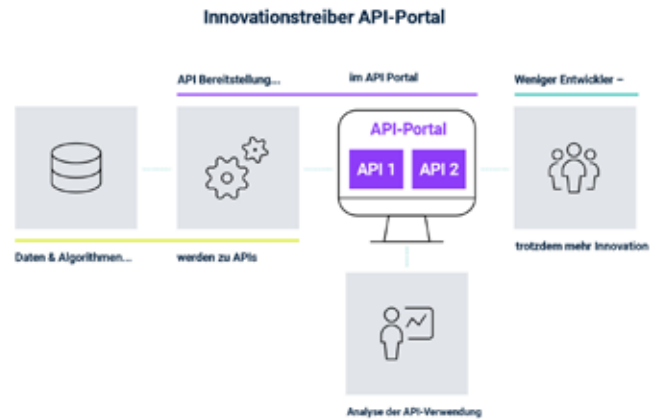 Innovationstreiber API-Portal
API Bereitstellung...
im API Portal
Weniger Entwickler –
API-Portal
API 1
API 2
Daten & Algorithmen...
werden zu APIs
trotzdem mehr Innovation
Analyse der API-Verwendung